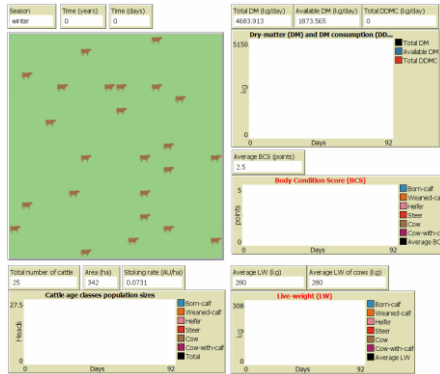 Season
winter
Time (years)
0
Time (days)
0
Total DM (kg/day)
4683.913
Available DM (kg/day)
1873.565
Total DDMC (kg/day)
0
Dry-matter (DM) and DM consumption (DD...
5150
kg
0
0
Days
92
Total DM
Available DM
Total DDMC
Average BCS (points)
2.5
Body Condition Score (BCS)
5
points
0
0
Days
92
Born-calf
Weaned-calf
Heifer
Steer
Cow
Cow-with-calf
Average BC
Total number of cattle
25
Area (ha)
342
Stoking rate (AU/ha)
0.0731
Cattle age classes population sizes
27.5
Heads
0
0
Days
92
Born-calf
Weaned-calf
Heifer
Steer
Cow
Cow-with-calf
Total
Average LW (kg)
280
Average LW of cows (kg)
280
Live-weight (LW)
308
kg
0
0
Days
92
Born-calf
Weaned-calf
Heifer
Steer
Cow
Cow-with-calf
Average LW